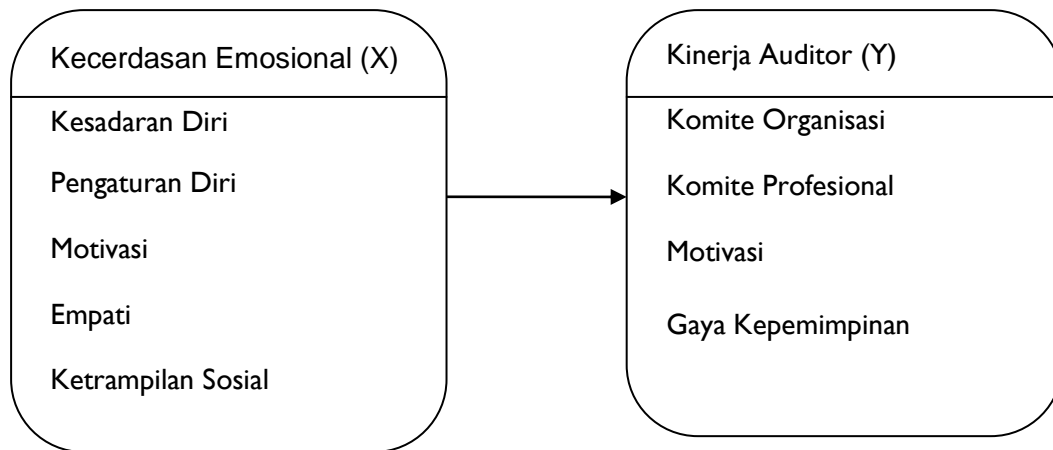 Kecerdasan Emosional (X)
Kesadaran Diri
Pengaturan Diri
Motivasi
Empati
Ketrampilan Sosial
Kinerja Auditor (Y)
Komite Organisasi
Komite Profesional
Motivasi
Gaya Kepemimpinan